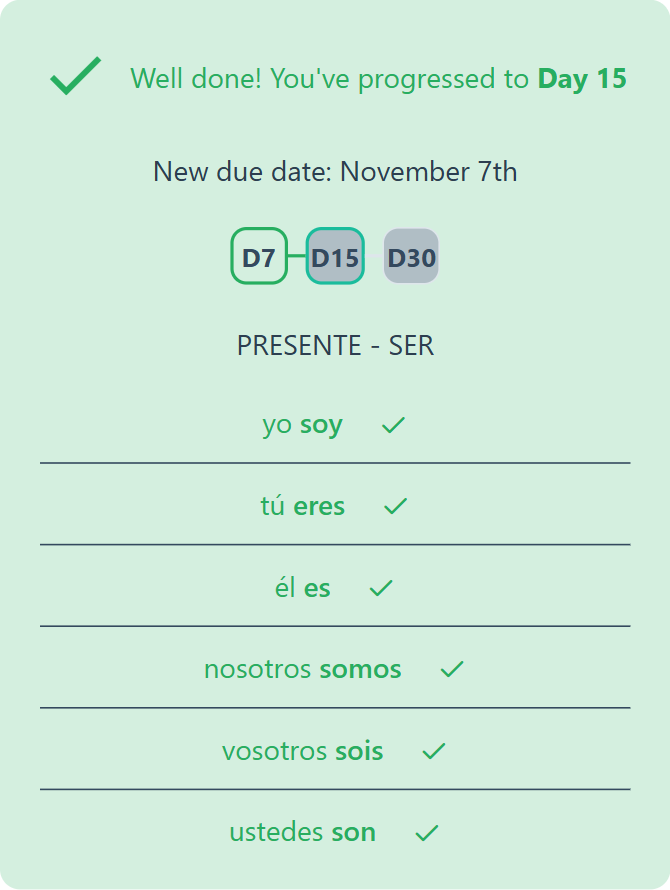 Well done! You've progressed to Day 15
New due date: November 7th
D7 D15 D30
PRESENTE - SER
yo soy
tú eres
él es
nosotros somos
vosotros sois
ustedes son